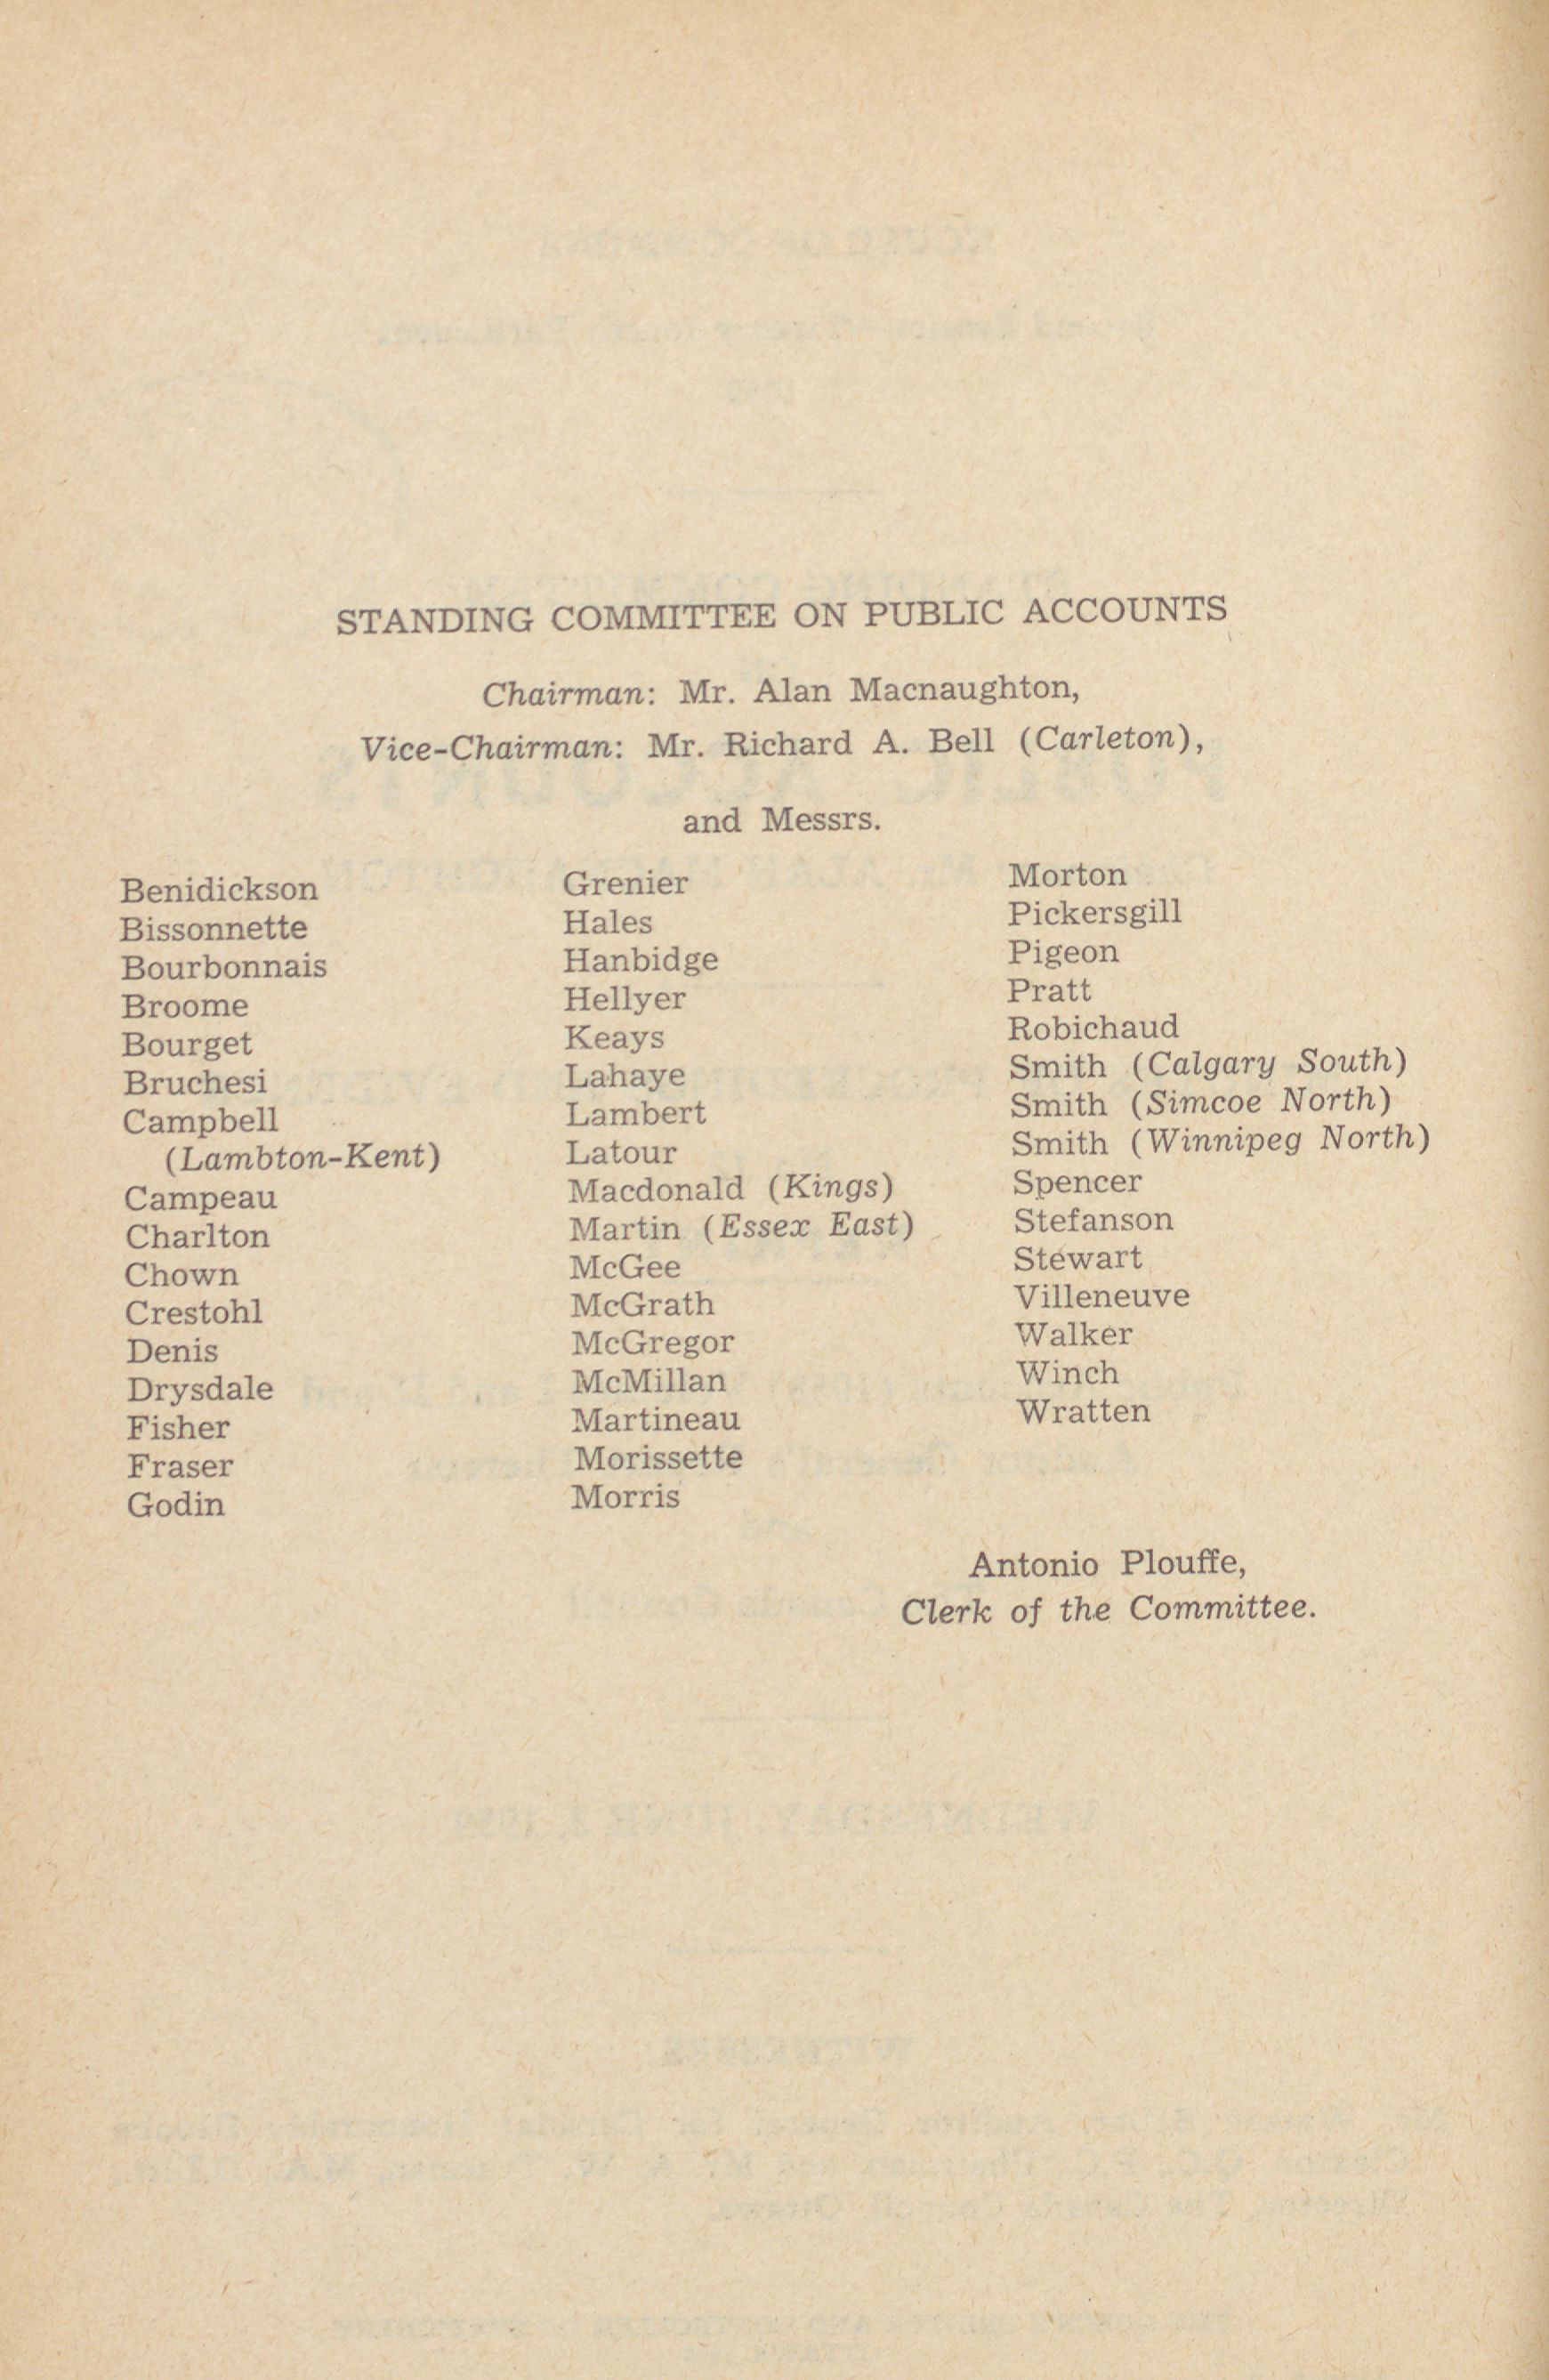 STANDING COMMITTEE ON PUBLIC ACCOUNTS
Chairman: Mr. Alan Macnaughton,
Vice-Chairman: Mr. Richard A. Bell (Carleton),
and Messrs.
Benidickson
Bissonnette
Bourbonnais
Broome
Bourget
Bruchesi
Campbell
(Lambton-Kent)
Campeau
Charlton
Chown
Crestohl
Denis
Drysdale
Fisher
Fraser
Godin
Grenier
Hales
Hanbidge
Hellyer
Keays
Lahaye
Lambert
Latour
Macdonald (Kings)
Martin (Essex East)
McGee
McGrath
McGregor
McMillan
Martineau
Morissette
Morris
Morton
Pickersgill
Pigeon
Pratt
Robichaud
Smith (Calgary South)
Smith (Simcoe North)
Smith (Winnipeg North)
Spencer
Stefanson
Stewart
Villeneuve
Walker
Winch
Wratten
Antonio Plouffe,
Clerk of the Committee.